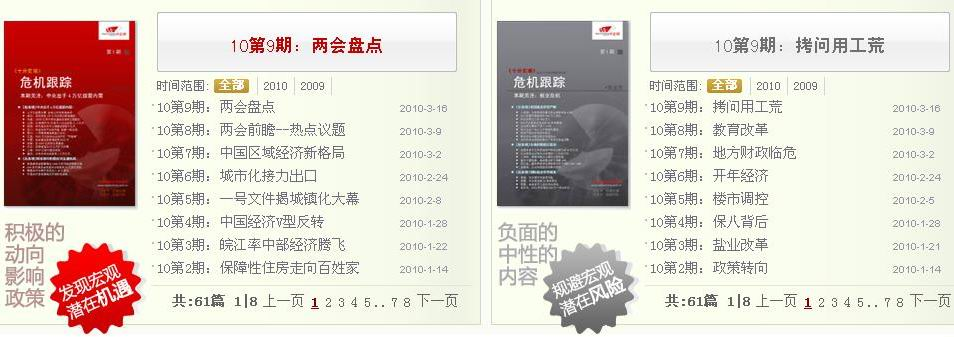 危机跟踪
10第9期：两会盘点
时间范围: 全部 2010 2009
10第9期：两会盘点 2010-3-16
10第8期：两会前瞻--热点议题 2010-3-9
10第7期：中国区域经济新格局 2010-3-2
10第6期：城市化接力出口 2010-2-24
10第5期：一号文件揭城镇化大幕 2010-2-8
10第4期：中国经济V型反转 2010-1-28
10第3期：皖江率中部经济腾飞 2010-1-22
10第2期：保障性住房走向百姓家 2010-1-14
共:61篇 1|8 上一页 1 2 3 4 5..7 8 下一页
积极的
动向
影响
政策
发现宏观
潜在机遇
危机跟踪
10第9期：拷问用工荒
时间范围: 全部 2010 2009
10第9期：拷问用工荒 2010-3-16
10第8期：教育改革 2010-3-9
10第7期：地方财政临危 2010-3-2
10第6期：开年经济 2010-2-24
10第5期：楼市调控 2010-2-5
10第4期：保八背后 2010-1-28
10第3期：盐业改革 2010-1-21
10第2期：政策转向 2010-1-14
共:61篇 1|8 上一页 1 2 3 4 5..7 8 下一页
负面的
中性的
内容
规避宏观
潜在风险